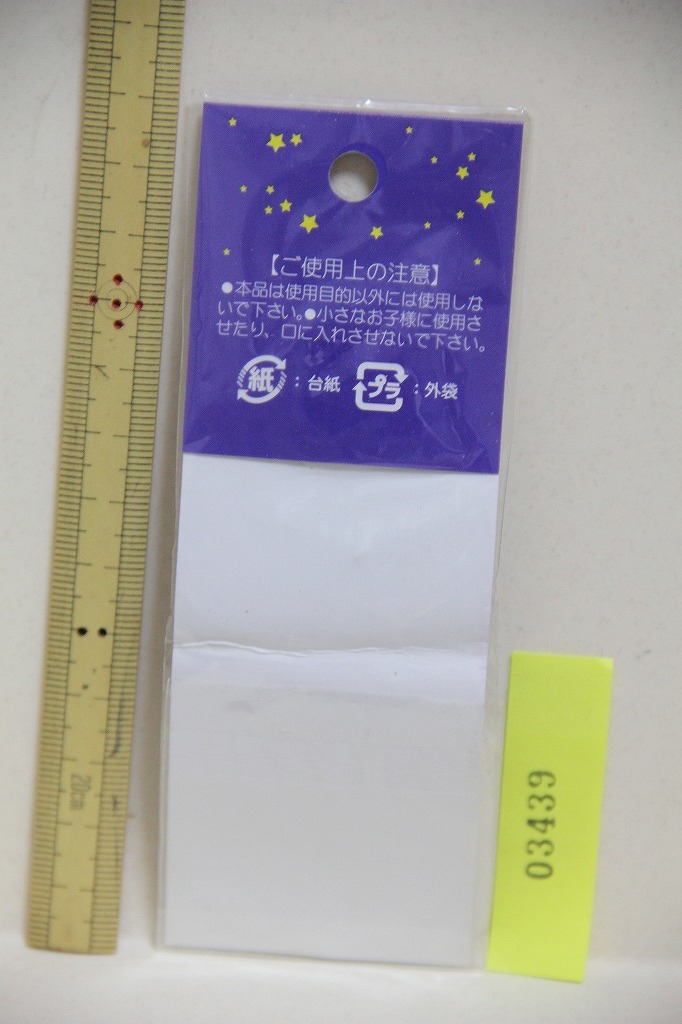 【ご使用上の注意】
●本品は使用目的以外には使用しな
いで下さい。●小さなお子様に使用さ
せたり、口に入れさせないで下さい。
紙：台紙 プラ：外袋
20cm
03439